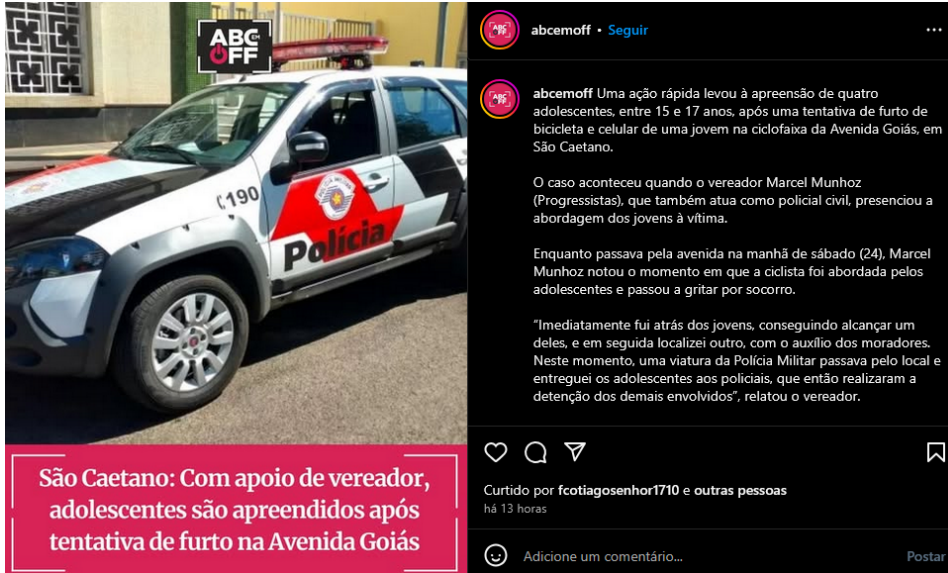 ABC
EM
OFF
190
POLÍCIA MILITAR
Polícia
São Caetano: Com apoio de vereador,
adolescentes são apreendidos após
tentativa de furto na Avenida Goiás
abcemoff • Seguir
abcemoff Uma ação rápida levou à apreensão de quatro
adolescentes, entre 15 e 17 anos, após uma tentativa de furto de
bicicleta e celular de uma jovem na ciclofaixa da Avenida Goiás, em
São Caetano.
O caso aconteceu quando o vereador Marcel Munhoz
(Progressistas), que também atua como policial civil, presenciou a
abordagem dos jovens à vítima.
Enquanto passava pela avenida na manhã de sábado (24), Marcel
Munhoz notou o momento em que a ciclista foi abordada pelos
adolescentes e passou a gritar por socorro.
“Imediatamente fui atrás dos jovens, conseguindo alcançar um
deles, e em seguida localizei outro, com o auxílio dos moradores.
Neste momento, uma viatura da Polícia Militar passava pelo local e
entreguei os adolescentes aos policiais, que então realizaram a
detenção dos demais envolvidos”, relatou o vereador.
Curtido por fcotiagosenhor1710 e outras pessoas
há 13 horas
Adicione um comentário...
Postar